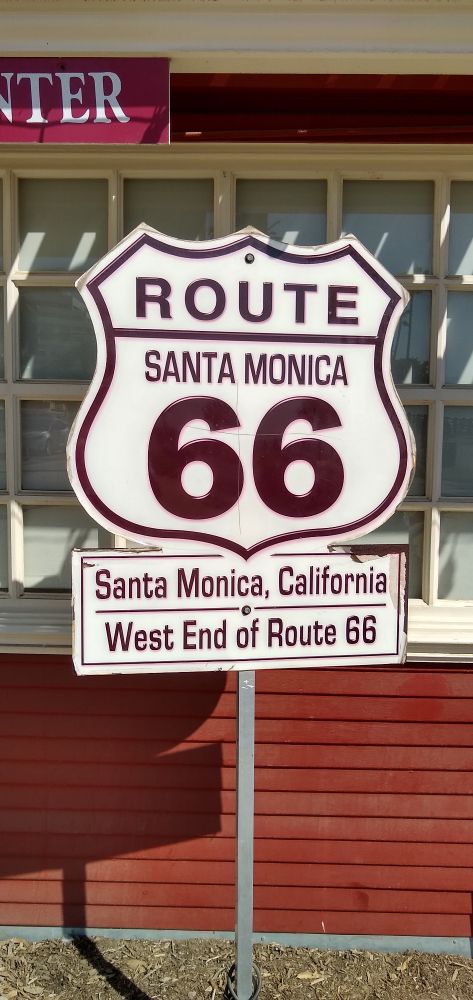 NTER
ROUTE
SANTA MONICA
66
Santa Monica, California
West End of Route 66